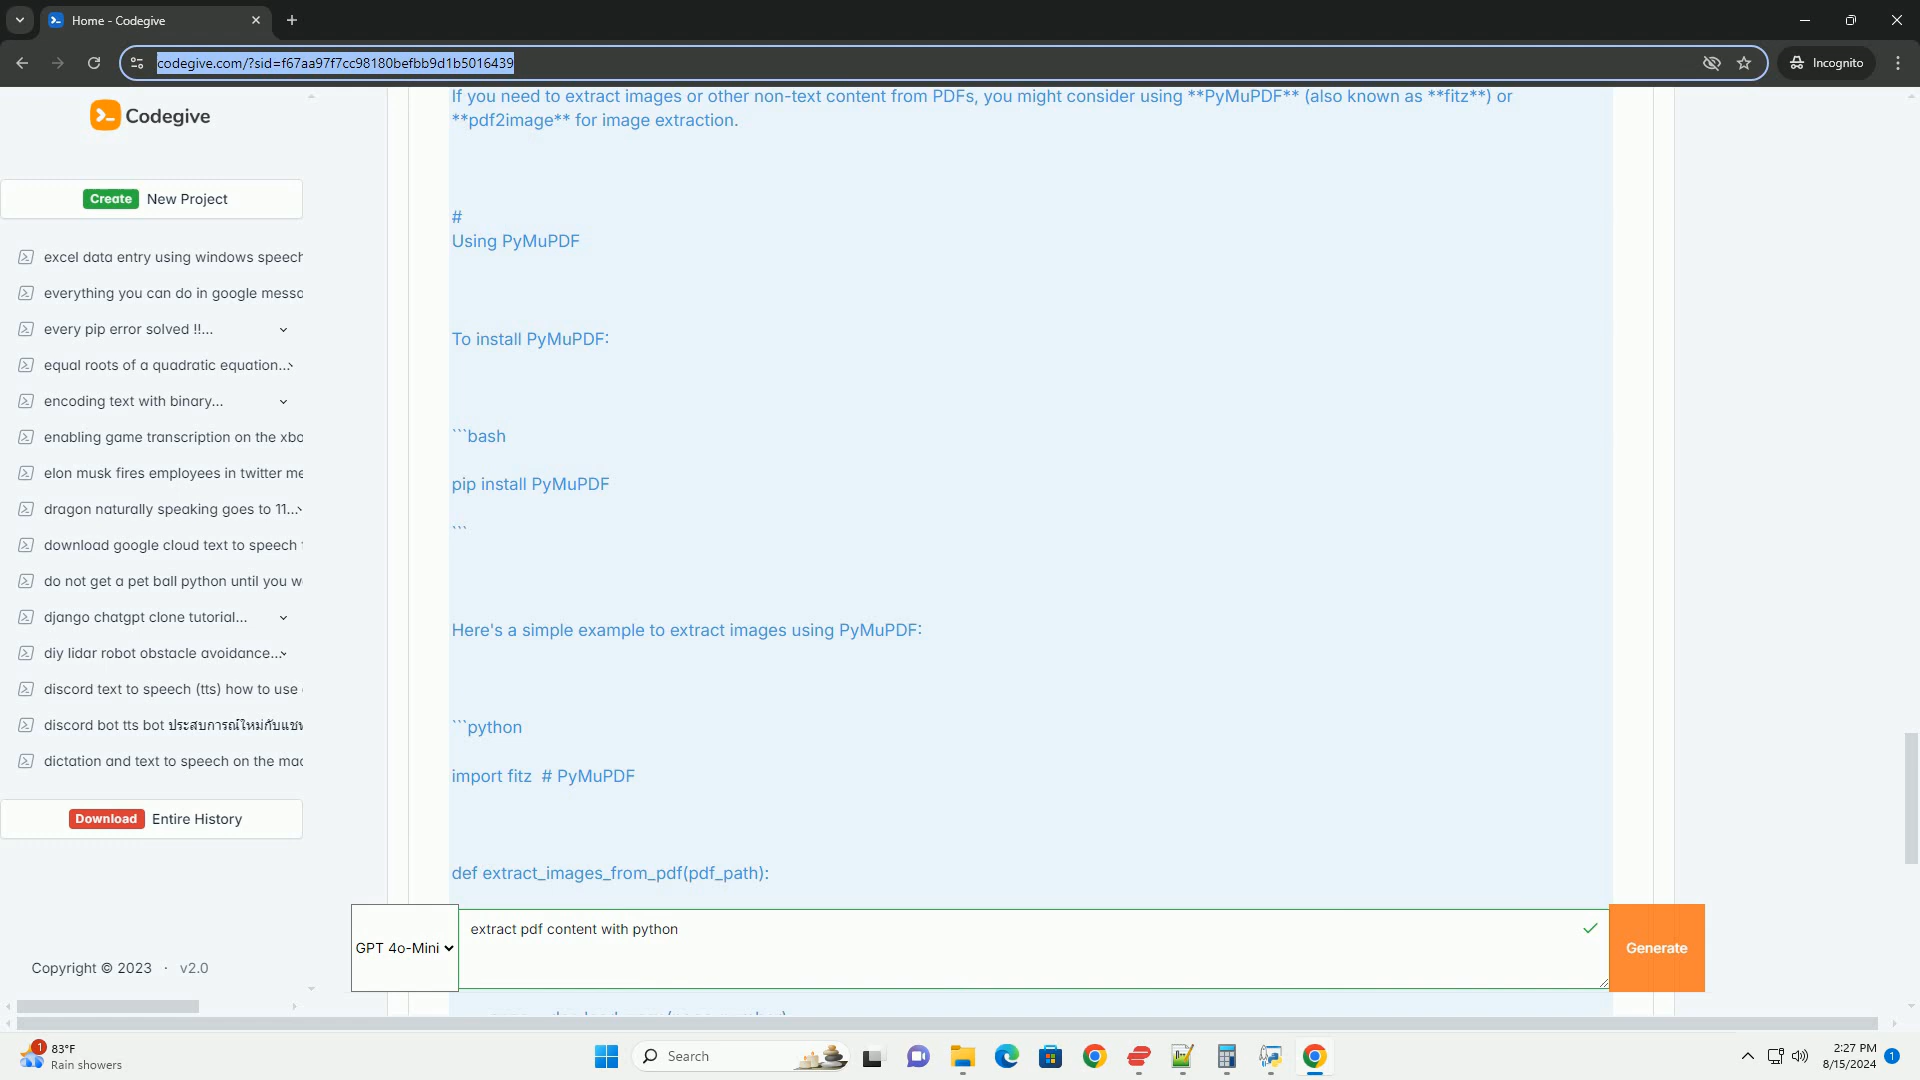 Home - Codegive
codegive.com/?sid=f67aa97f7cc98180befbb9d1b5016439
Incognito
Codegive
Create New Project
excel data entry using windows speech
everything you can do in google messa
every pip error solved !!...
equal roots of a quadratic equation...
encoding text with binary...
enabling game transcription on the xbo
elon musk fires employees in twitter me
dragon naturally speaking goes to 11...
download google cloud text to speech
do not get a pet ball python until you w
django chatgpt clone tutorial...
diy lidar robot obstacle avoidance...
discord text to speech (tts) how to use
discord bot tts bot ประสบการณ์ใหม่กับแชท
dictation and text to speech on the mac
Download Entire History
Copyright © 2023 · v2.0
If you need to extract images or other non-text content from PDFs, you might consider using **PyMuPDF** (also known as **fitz**) or
**pdf2image** for image extraction.
#
Using PyMuPDF
To install PyMuPDF:
```bash
pip install PyMuPDF
```
Here's a simple example to extract images using PyMuPDF:
```python
import fitz  # PyMuPDF
def extract_images_from_pdf(pdf_path):
GPT 4o-Mini
extract pdf content with python
Generate
1
83°F
Rain showers
Search
2:27 PM
8/15/2024
1